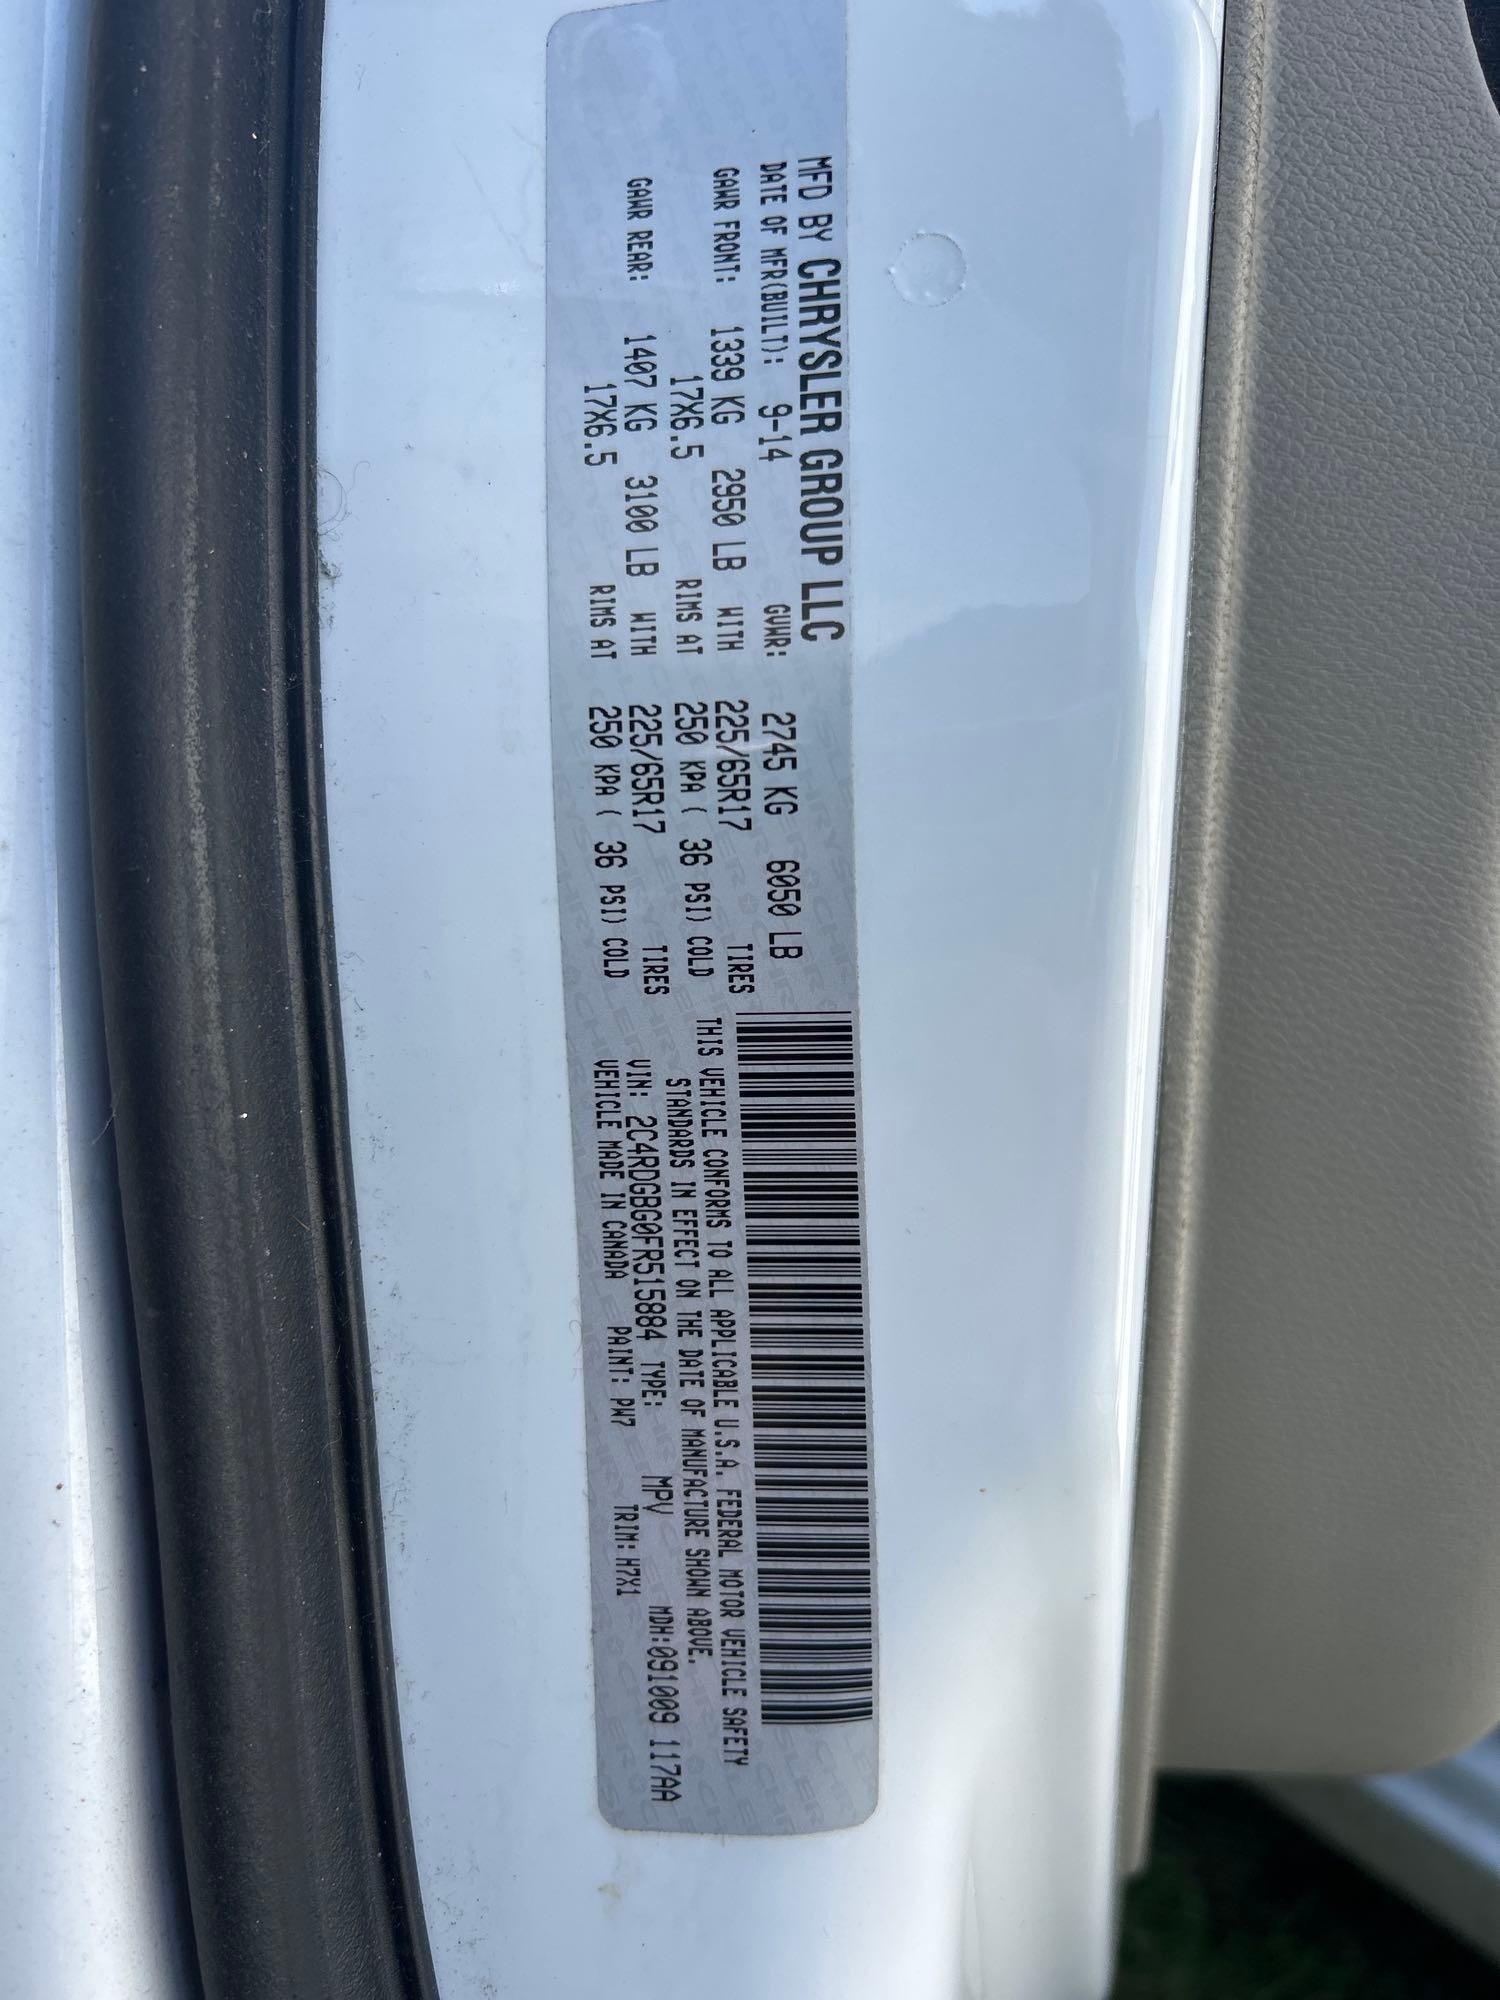 MFD BY CHRYSLER GROUP LLC
DATE OF MFR(BUILT): 9-14 GVWR: 2745 KG 6050 LB
GAWR FRONT: 1339 KG 2950 LB WITH 225/65R17 TIRES
17X6.5 RIMS AT 250 KPA ( 36 PSI) COLD
GAWR REAR: 1407 KG 3100 LB WITH 225/65R17 TIRES
17X6.5 RIMS AT 250 KPA ( 36 PSI) COLD
THIS VEHICLE CONFORMS TO ALL APPLICABLE U.S.A. FEDERAL MOTOR VEHICLE SAFETY
STANDARDS IN EFFECT ON THE DATE OF MANUFACTURE SHOWN ABOVE.
VIN: 2C4RDGBG0FR515884 TYPE: MPV MDH:091009 117AA
VEHICLE MADE IN CANADA PAINT: PW7 TRIM: H7X1